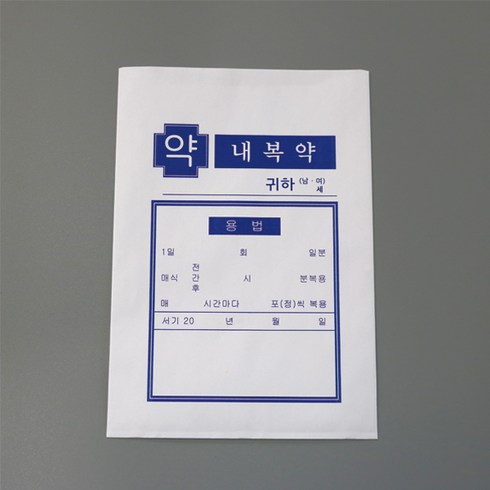 약 내복약
귀하 (남·여)
세
용법
1일 회 일분
전
매식 간 시 분복용
후
매 시간마다 포(정)씩 복용
서기 20 년 월 일